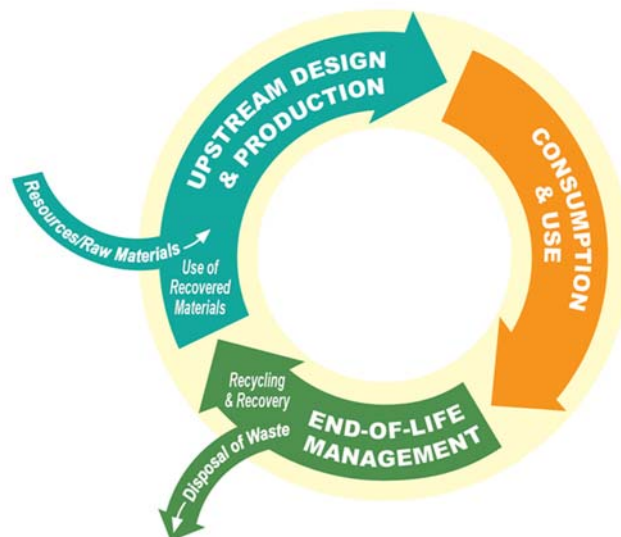 UPSTREAM DESIGN
& PRODUCTION
CONSUMPTION
& USE
Resources/Raw Materials
Use of
Recovered
Materials
Recycling
& Recovery
END-OF-LIFE
MANAGEMENT
Disposal of Waste